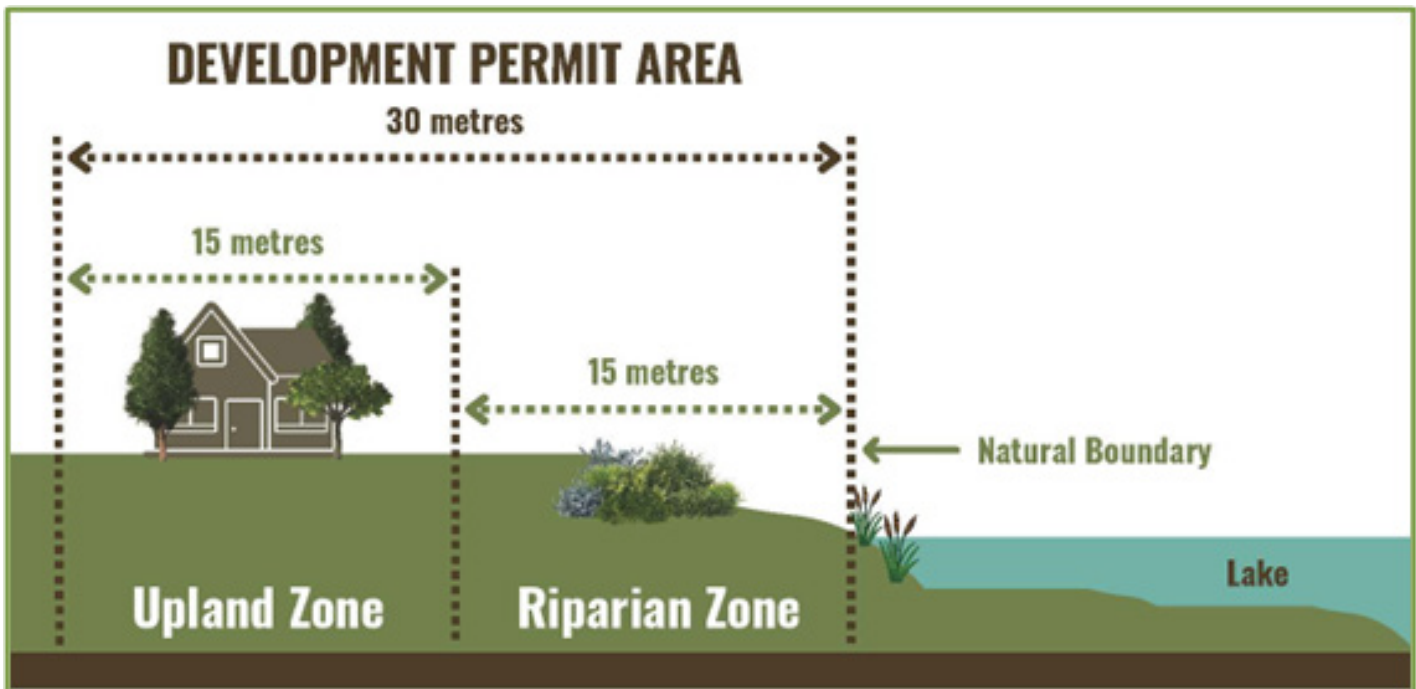 DEVELOPMENT PERMIT AREA
30 metres
15 metres
15 metres
Natural Boundary
Lake
Upland Zone
Riparian Zone